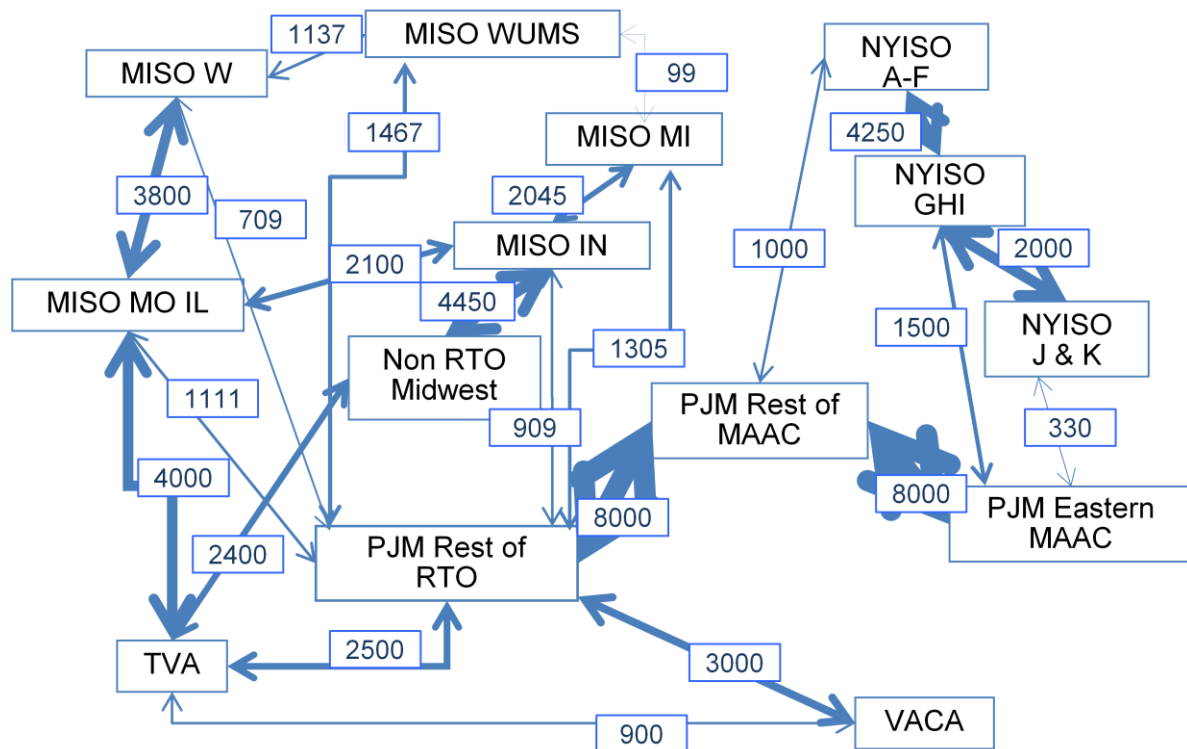 1137
MISO WUMS
NYISO
A-F
MISO W
99
1467
MISO MI
4250
NYISO
GHI
3800
709
2045
MISO IN
1000
2000
2100
MISO MO IL
4450
1500
NYISO
J & K
Non RTO
Midwest
1305
1111
PJM Rest of
MAAC
909
330
4000
8000
8000
PJM Eastern
MAAC
2400
PJM Rest of
RTO
TVA
2500
3000
VACA
900